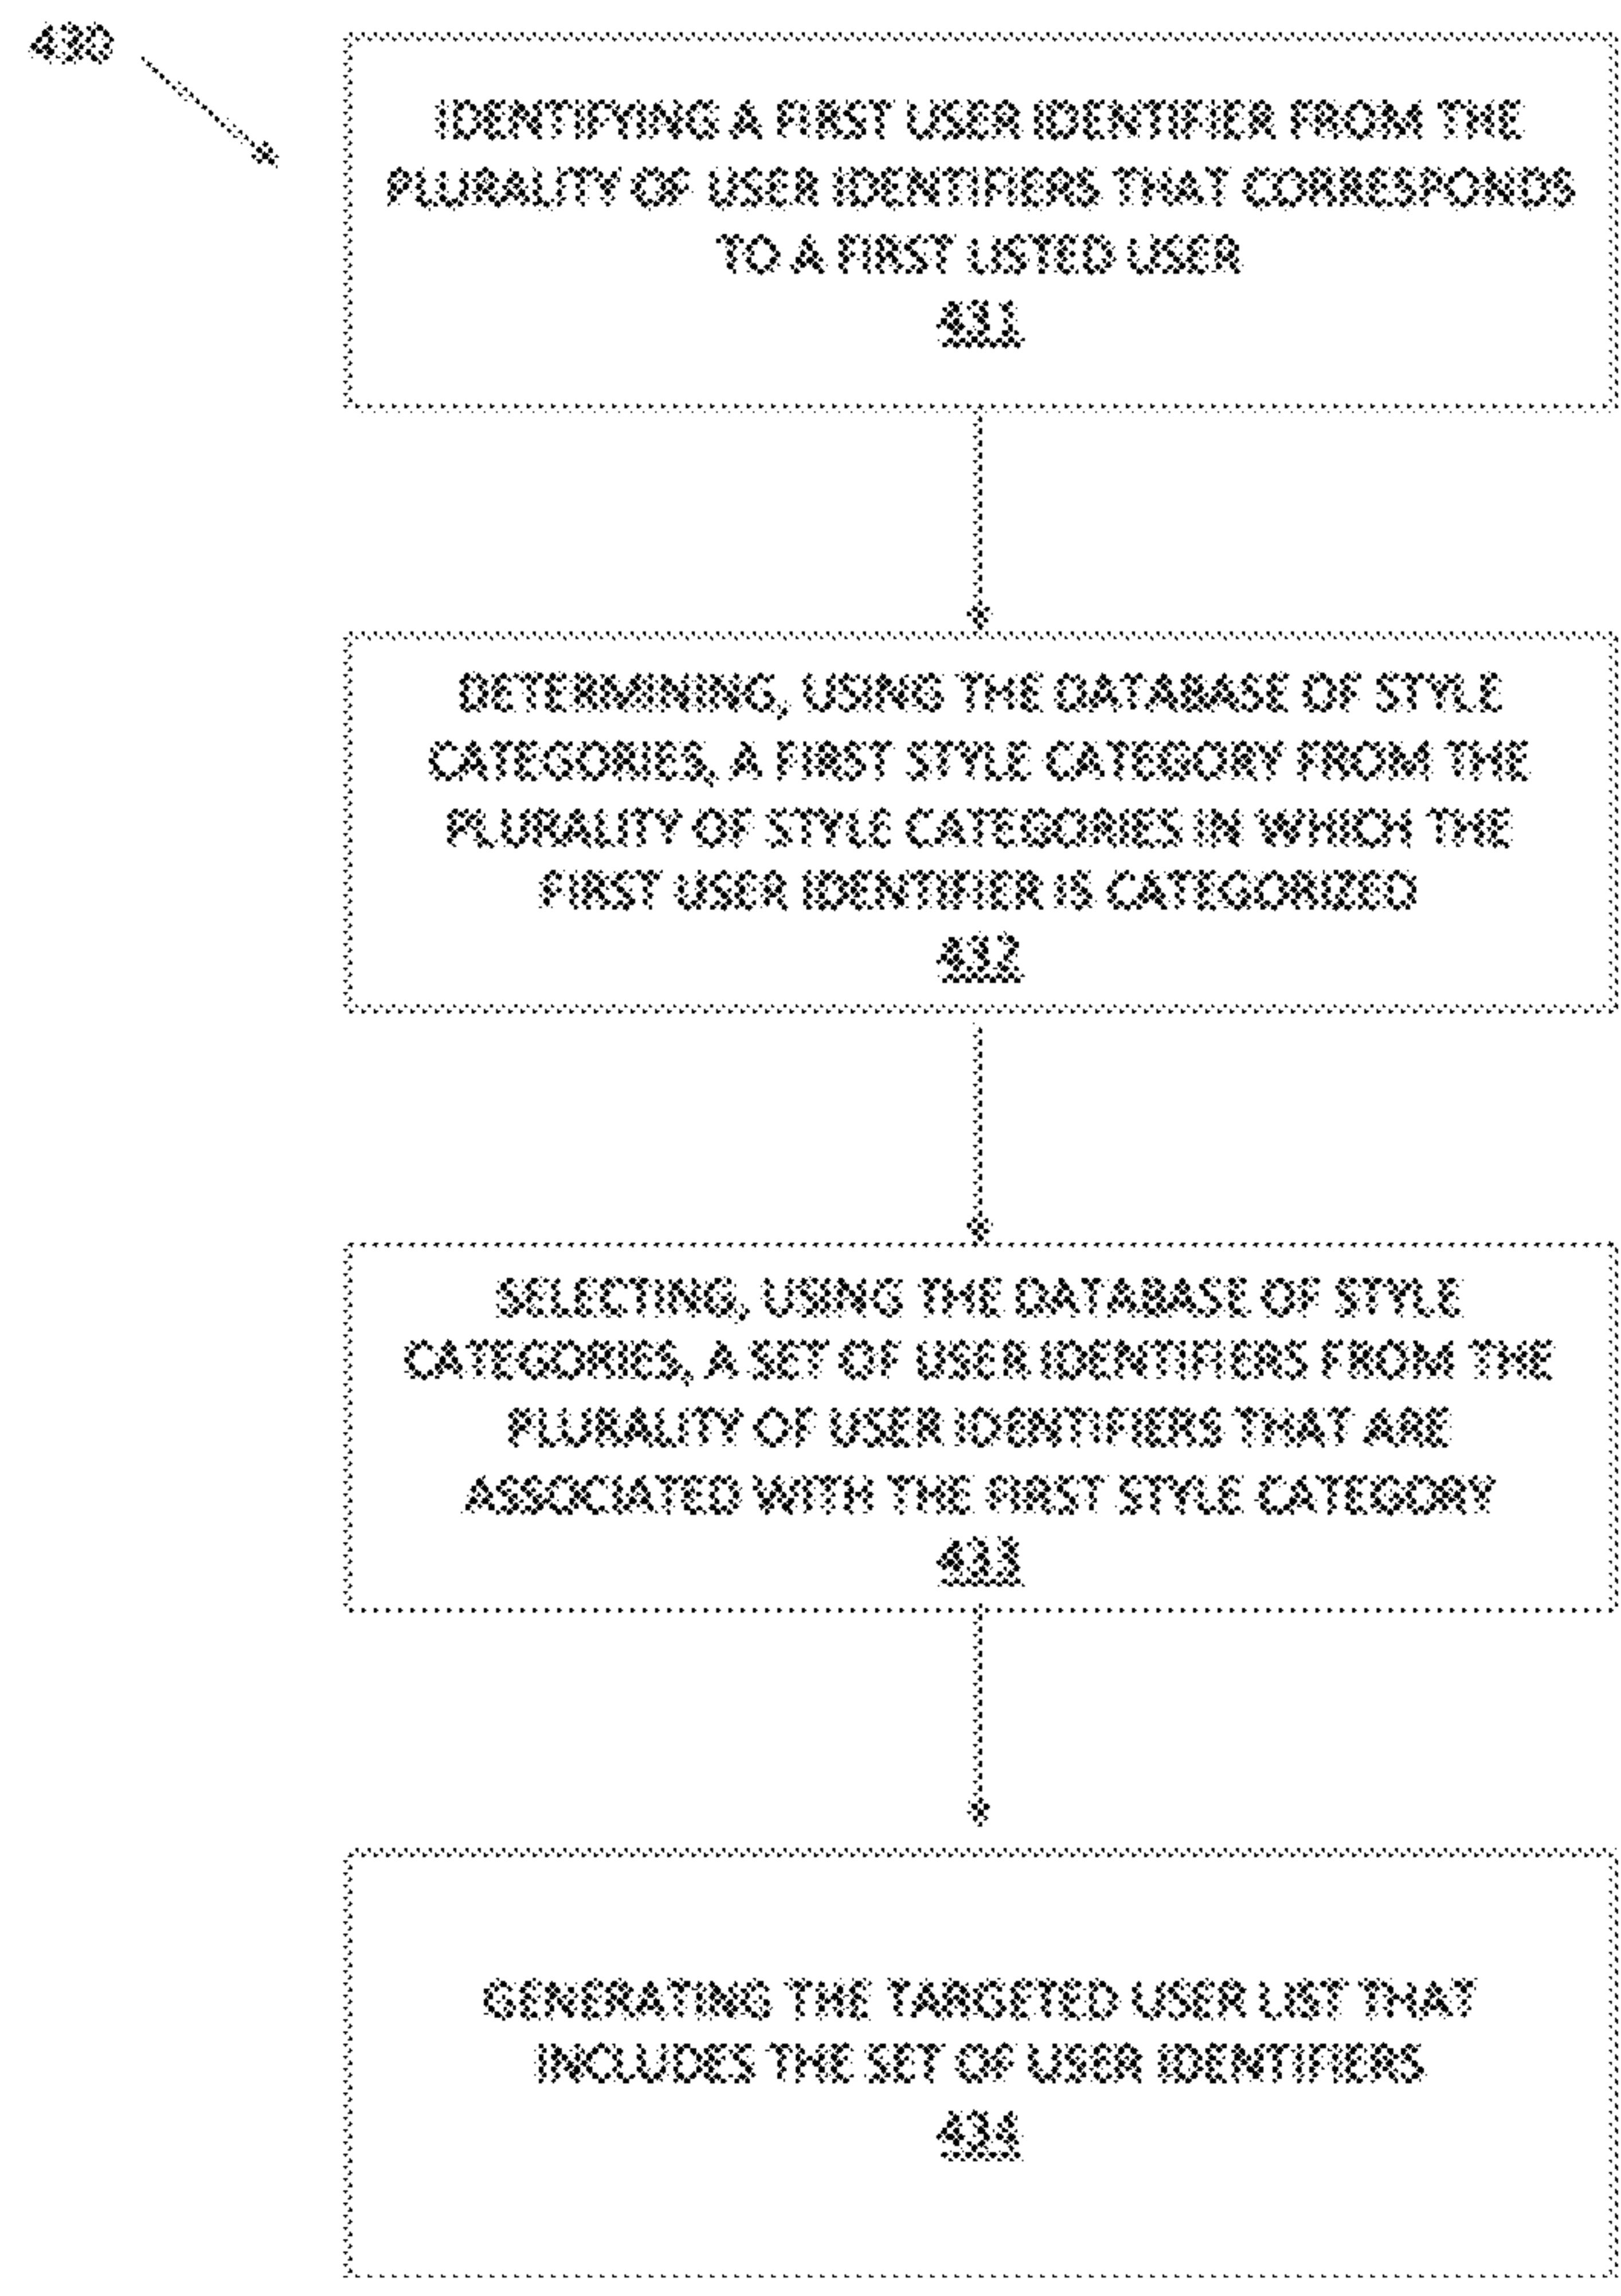 430
IDENTIFYING A FIRST USER IDENTIFIER FROM THE
PLURALITY OF USER IDENTIFIERS THAT CORRESPONDS
TO A FIRST LISTED USER
431
DETERMINING, USING THE DATABASE OF STYLE
CATEGORIES, A FIRST STYLE CATEGORY FROM THE
PLURALITY OF STYLE CATEGORIES IN WHICH THE
FIRST USER IDENTIFIER IS CATEGORIZED
432
SELECTING, USING THE DATABASE OF STYLE
CATEGORIES, A SET OF USER IDENTIFIERS FROM THE
PLURALITY OF USER IDENTIFIERS THAT ARE
ASSOCIATED WITH THE FIRST STYLE CATEGORY
433
GENERATING THE TARGETED USER LIST THAT
INCLUDES THE SET OF USER IDENTIFIERS
434